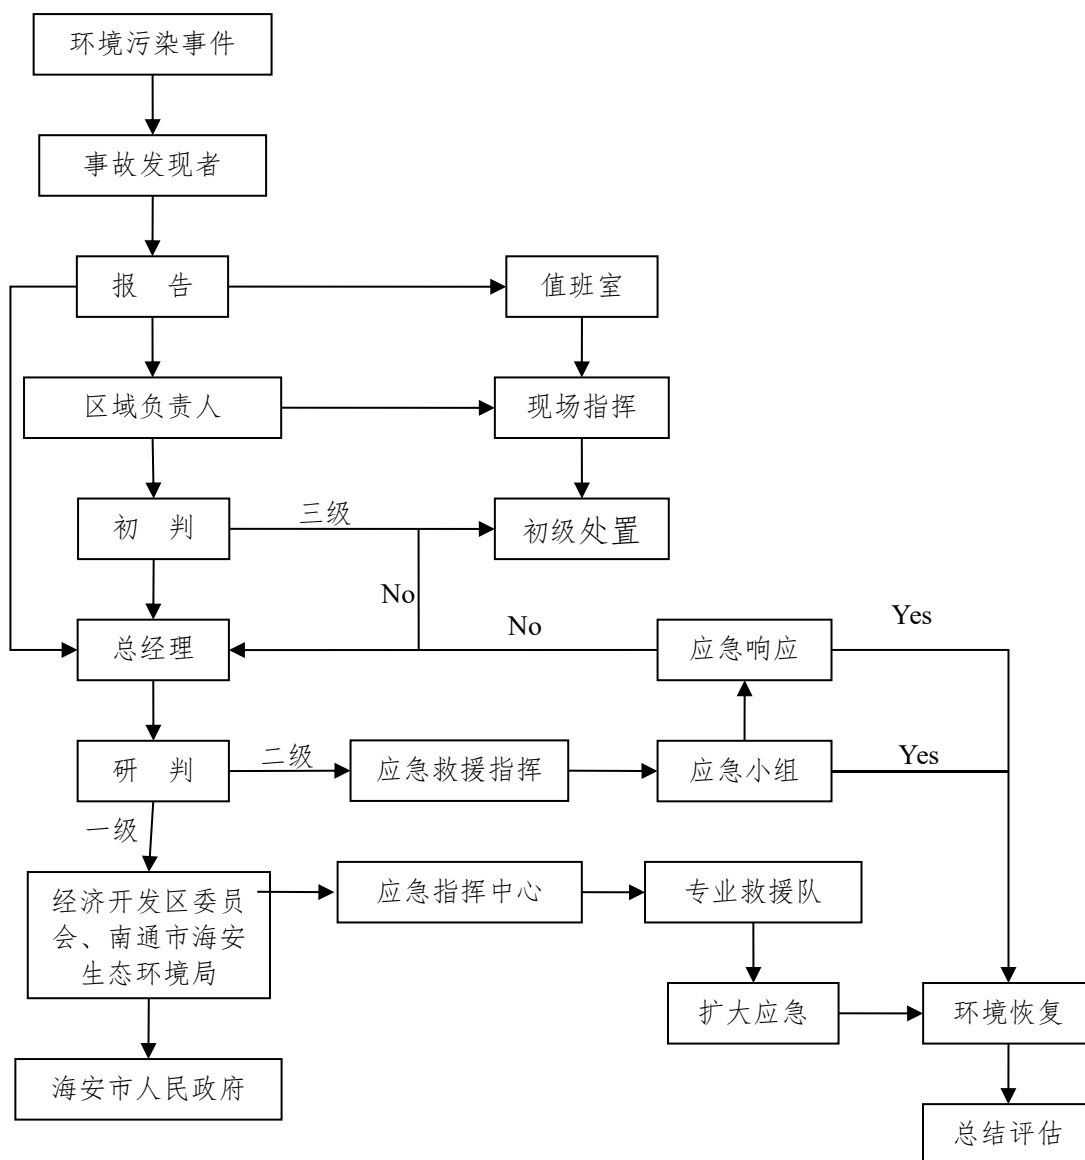 环境污染事件
事故发现者
报 告
值班室
区域负责人
现场指挥
初 判
三级
初级处置
No
总经理
No
应急响应
Yes
研 判
二级
应急救援指挥
应急小组
Yes
一级
经济开发区委员
会、南通市海安
生态环境局
应急指挥中心
专业救援队
扩大应急
环境恢复
海安市人民政府
总结评估